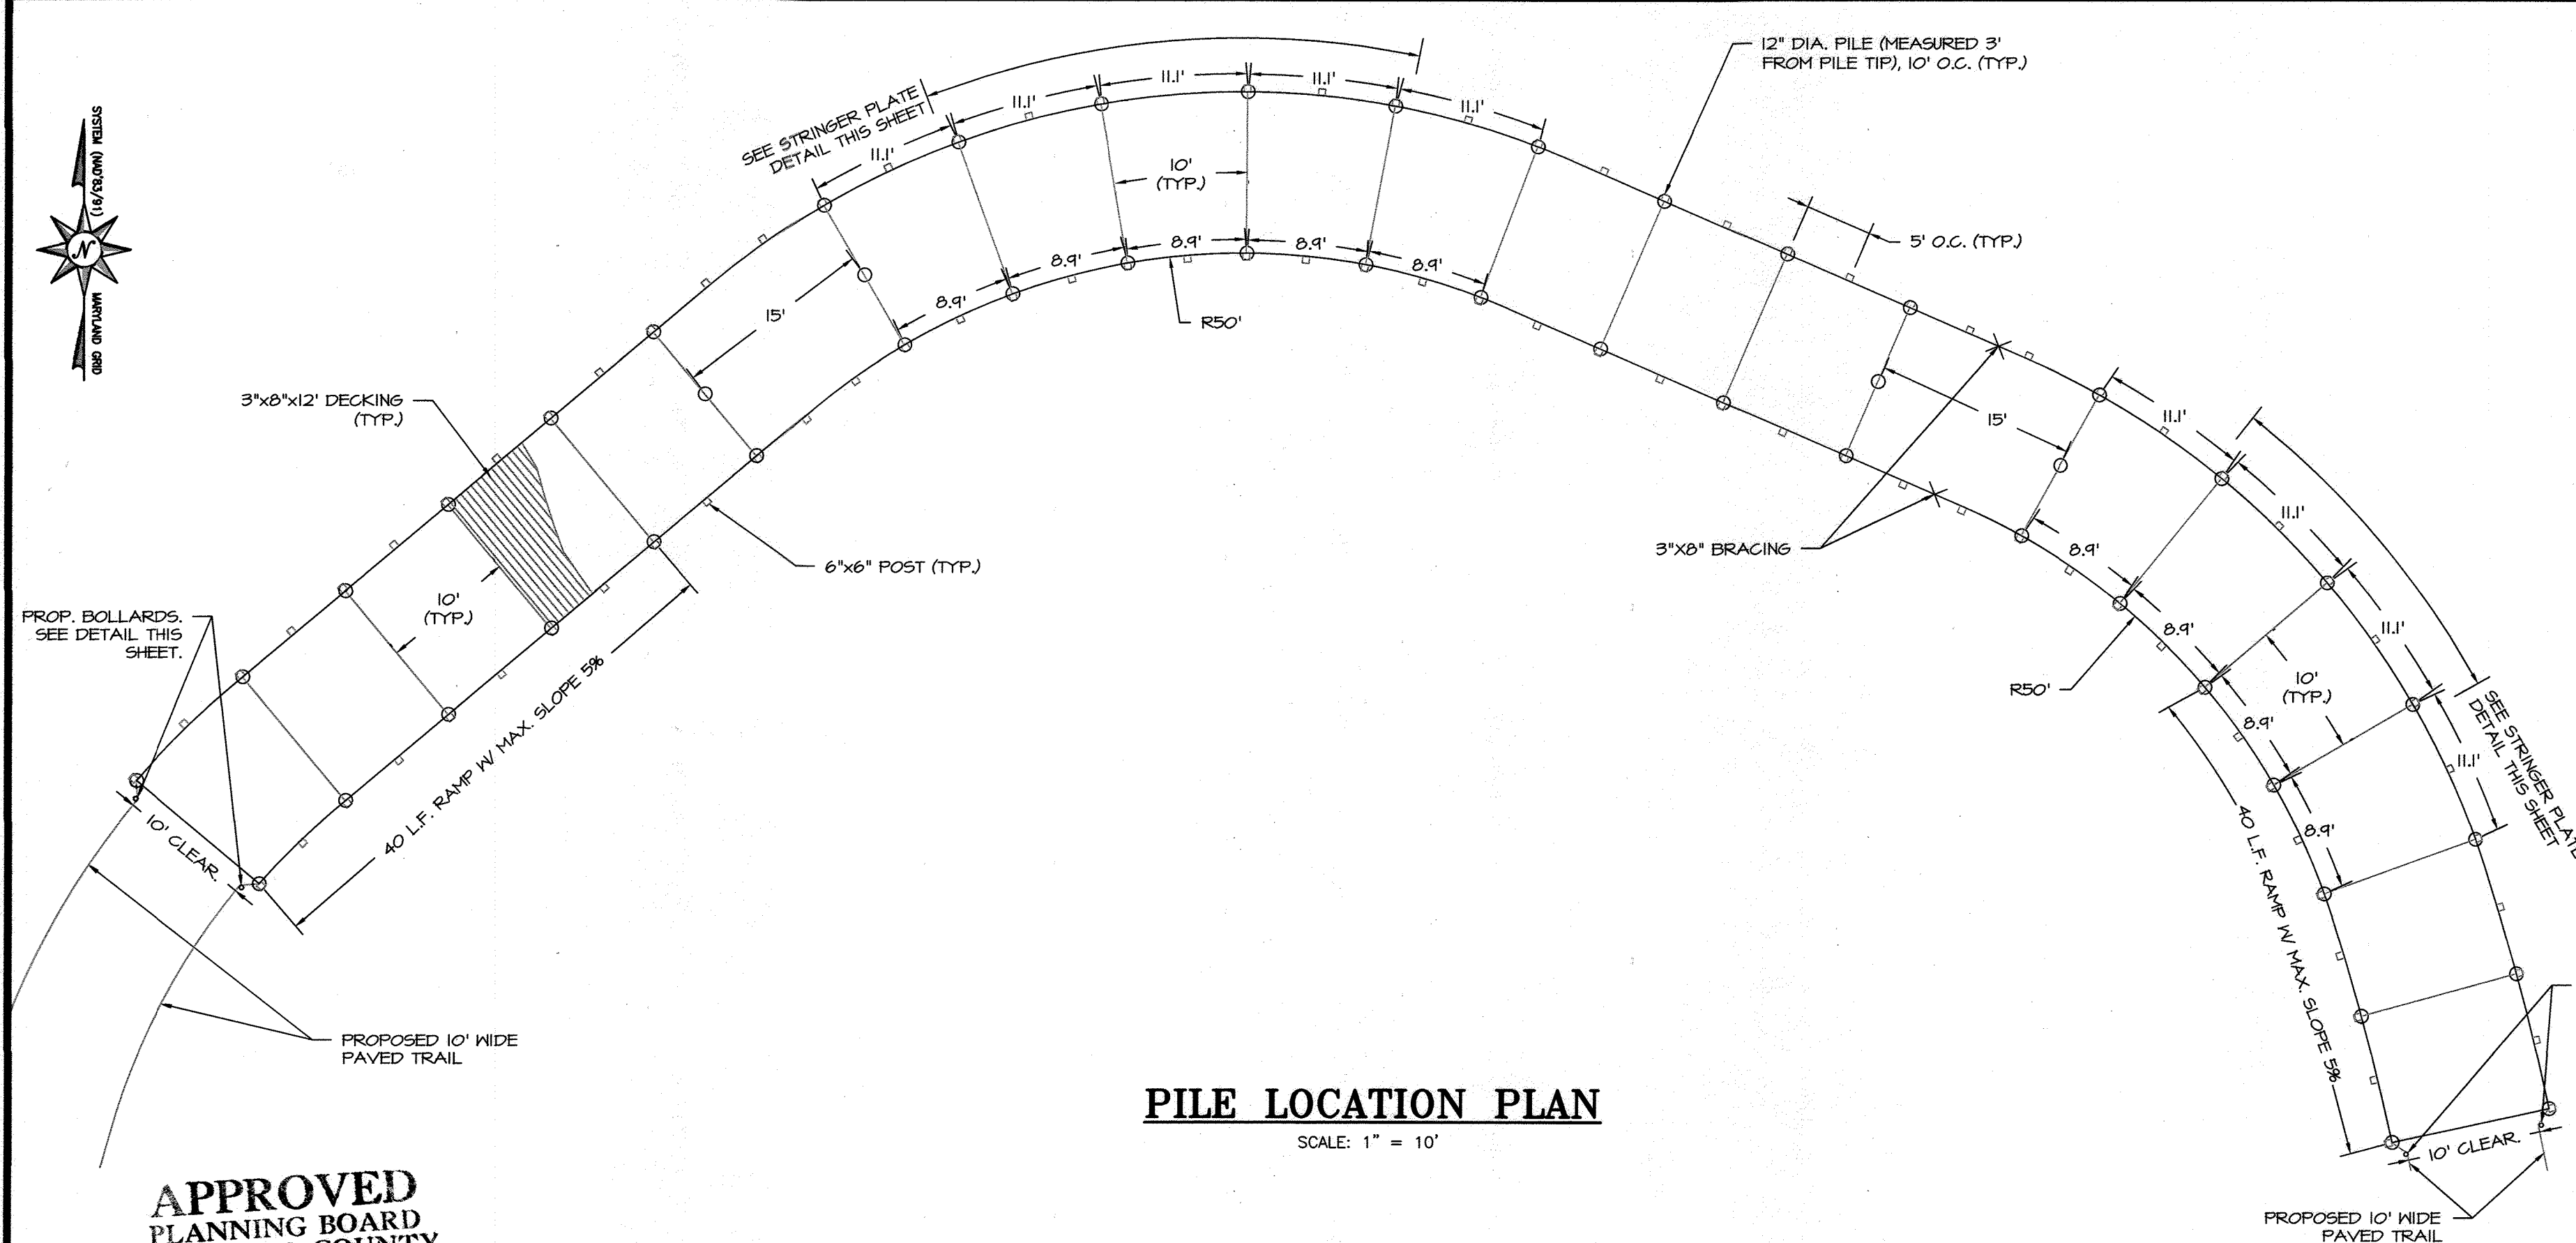 SYSTEM (NAD'83/91)
MARYLAND GRID
N
SEE STRINGER PLATE
DETAIL THIS SHEET
11.1'
11.1'
11.1'
11.1'
11.1'
12" DIA. PILE (MEASURED 3'
FROM PILE TIP), 10' O.C. (TYP.)
10'
(TYP.)
5' O.C. (TYP.)
8.9'
8.9'
8.9'
8.9'
8.9'
15'
R50'
3"x8"x12' DECKING
(TYP.)
6"x6" POST (TYP.)
10'
(TYP.)
PROP. BOLLARDS.
SEE DETAIL THIS
SHEET.
40 L.F. RAMP W/ MAX. SLOPE 5%
10' CLEAR.
PROPOSED 10' WIDE
PAVED TRAIL
15'
3"X8" BRACING
11.1'
11.1'
11.1'
11.1'
8.9'
8.9'
8.9'
8.9'
R50'
10'
(TYP.)
SEE STRINGER PLATE
DETAIL THIS SHEET
40 L.F. RAMP W/ MAX. SLOPE 5%
10' CLEAR.
PROPOSED 10' WIDE
PAVED TRAIL
PILE LOCATION PLAN
SCALE: 1" = 10'
APPROVED
PLANNING BOARD
COUNTY